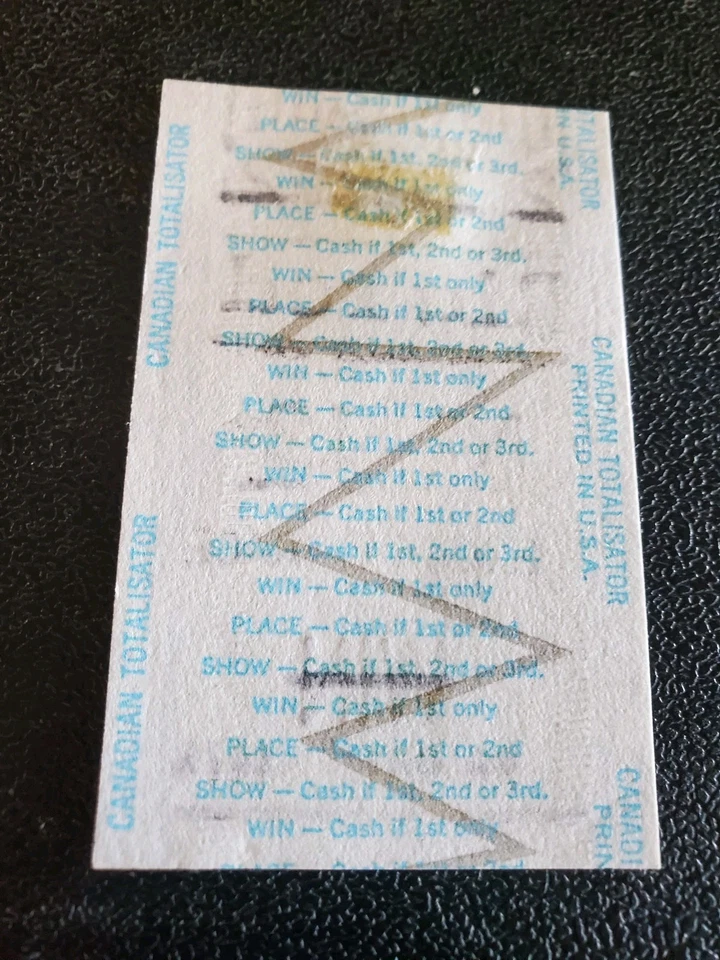 WIN — Cash if 1st only
PLACE — Cash if 1st or 2nd
SHOW — Cash if 1st, 2nd or 3rd.
WIN — Cash if 1st only
PLACE — Cash if 1st or 2nd
SHOW — Cash if 1st, 2nd or 3rd.
WIN — Cash if 1st only
PLACE — Cash if 1st or 2nd
SHOW — Cash if 1st, 2nd or 3rd.
WIN — Cash if 1st only
PLACE — Cash if 1st or 2nd
SHOW — Cash if 1st, 2nd or 3rd.
WIN — Cash if 1st only
PLACE — Cash if 1st or 2nd
SHOW — Cash if 1st, 2nd or 3rd.
WIN — Cash if 1st only
PLACE — Cash if 1st or 2nd
SHOW — Cash if 1st, 2nd or 3rd.
WIN — Cash if 1st only
PLACE — Cash if 1st or 2nd
SHOW — Cash if 1st, 2nd or 3rd.
WIN — Cash if 1st only
CANADIAN TOTALISATOR
CANADIAN TOTALISATOR
TALISATOR
IN U.S.A.
CANADIAN TOTALISATOR
PRINTED IN U.S.A.
CANADI
PRIN